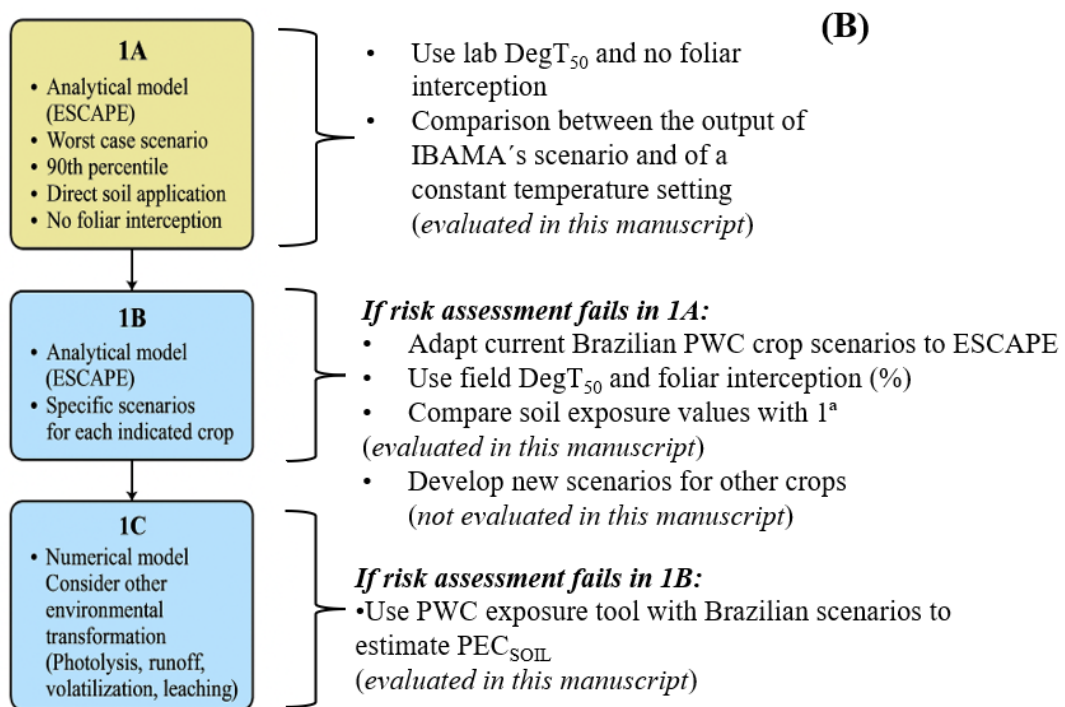 (B)
1A
• Analytical model
(ESCAPE)
• Worst case scenario
• 90th percentile
• Direct soil application
• No foliar interception
• Use lab DegT50 and no foliar
interception
• Comparison between the output of
IBAMA´s scenario and of a
constant temperature setting
(evaluated in this manuscript)
1B
• Analytical model
(ESCAPE)
• Specific scenarios
for each indicated crop
If risk assessment fails in 1A:
• Adapt current Brazilian PWC crop scenarios to ESCAPE
• Use field DegT50 and foliar interception (%)
• Compare soil exposure values with 1ª
(evaluated in this manuscript)
• Develop new scenarios for other crops
(not evaluated in this manuscript)
1C
• Numerical model
Consider other
environmental
transformation
(Photolysis, runoff,
volatilization, leaching)
If risk assessment fails in 1B:
•Use PWC exposure tool with Brazilian scenarios to
estimate PECSOIL
(evaluated in this manuscript)